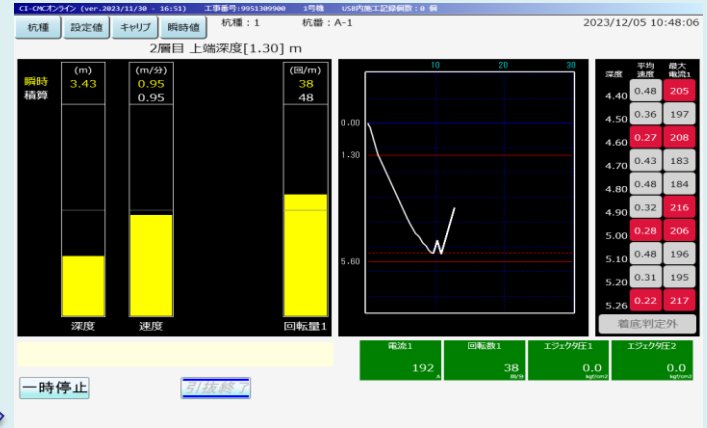 CI-CMCオンライン (ver.2023/11/30 - 16:51) 工事番号:9951309900 1号機 USB内施工記録個数:0 個
杭種 設定値 キャリブ 瞬時値 杭種:1 杭番:A-1 2023/12/05 10:48:06
2層目 上端深度[1.30] m
(m) (m/分) (回/m)
瞬時 3.43 0.95 38
積算 0.95 48
深度 速度 回転量1
10 20 30
0.00
1.30
5.60
深度 平均速度 最大電流1
4.40 0.48 205
4.50 0.36 197
4.60 0.27 208
4.70 0.43 183
4.80 0.48 184
4.90 0.32 216
5.00 0.28 206
5.10 0.48 196
5.20 0.31 195
5.26 0.22 217
着底判定外
電流1 回転数1 エジェクタ圧1 エジェクタ圧2
192 38 0.0 0.0
A 回/分 kgf/cm2 kgf/cm2
一時停止 引抜終了